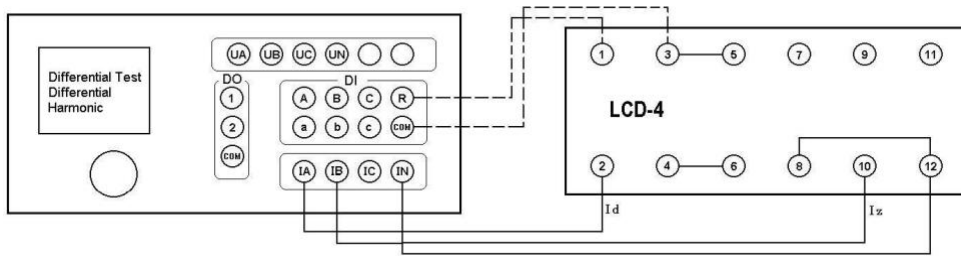 Differential Test
Differential
Harmonic
UA UB UC UN
DO
1
2
COM
DI
A B C R
a b c COM
IA IB IC IN
1 3 5 7 9 11
LCD-4
2 4 6 8 10 12
Id
Iz